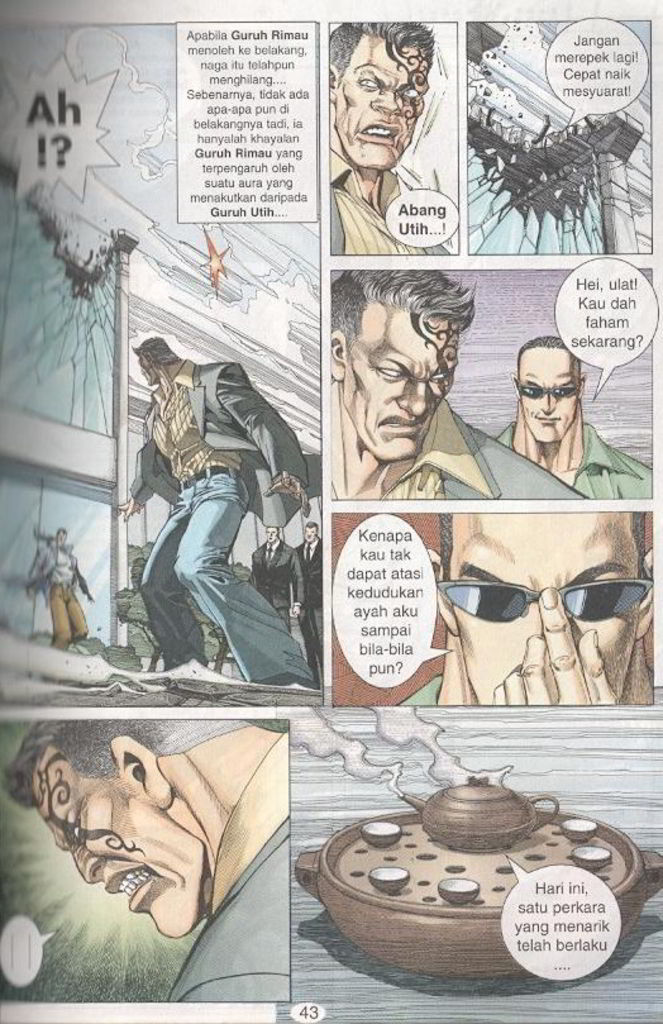 Ah
!?
Apabila Guruh Rimau
menoleh ke belakang,
naga itu telahpun
menghilang....
Sebenarnya, tidak ada
apa-apa pun di
belakangnya tadi, ia
hanyalah khayalan
Guruh Rimau yang
terpengaruh oleh
suatu aura yang
menakutkan daripada
Guruh Utih....
Abang
Utih...!
Jangan
merepek lagi!
Cepat naik
mesyuarat!
Hei, ulat!
Kau dah
faham
sekarang?
Kenapa
kau tak
dapat atasi
kedudukan
ayah aku
sampai
bila-bila
pun?
Hari ini,
satu perkara
yang menarik
telah berlaku
....
43